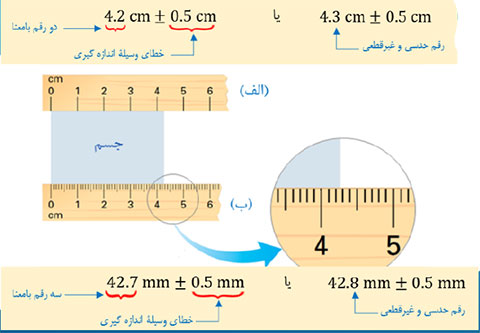 4.2 cm ± 0.5 cm یا 4.3 cm ± 0.5 cm
دو رقم بامعنا
خطای وسیلهٔ اندازه گیری
رقم حدسی و غیرقطعی
cm
0 1 2 3 4 5 6
(الف)
جسم
0 1 2 3 4 5 6
cm
(ب)
4 5
42.7 mm ± 0.5 mm یا 42.8 mm ± 0.5 mm
سه رقم بامعنا
خطای وسیلهٔ اندازه گیری
رقم حدسی و غیرقطعی